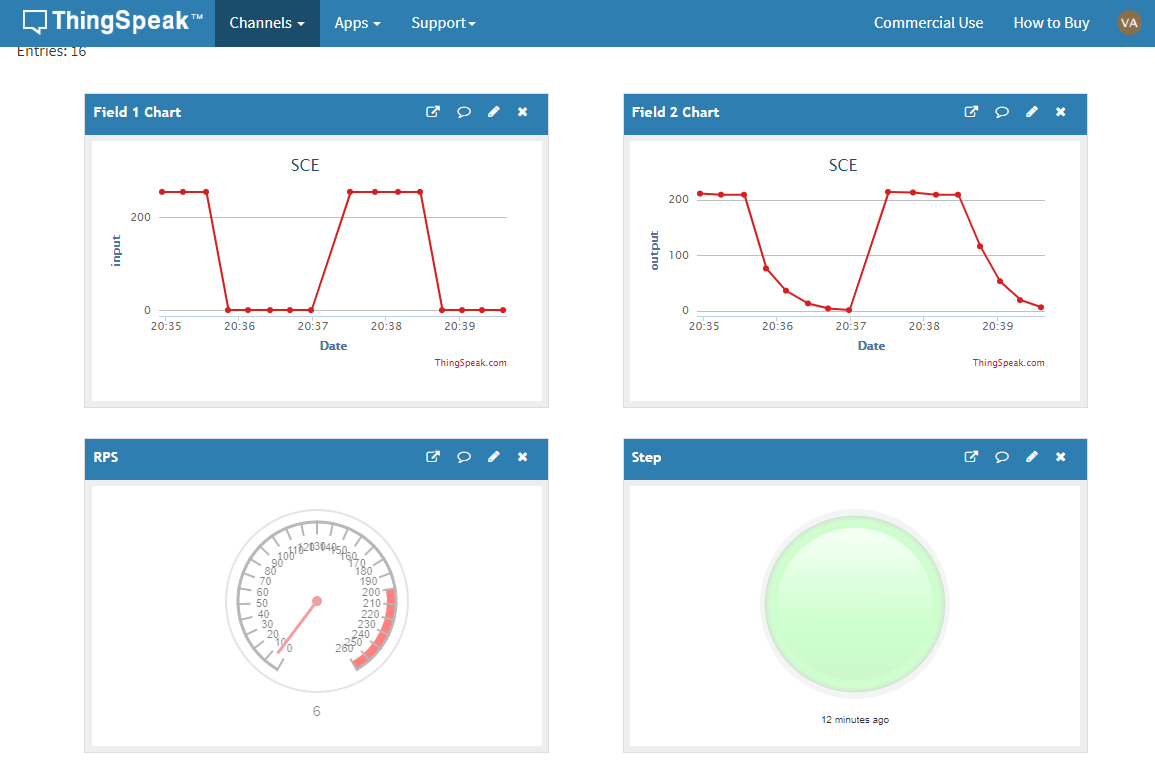 ThingSpeak™ Channels Apps Support Commercial Use How to Buy VA
Entries: 16
Field 1 Chart
SCE
200
0
input
20:35 20:36 20:37 20:38 20:39
Date
ThingSpeak.com
Field 2 Chart
SCE
200
100
0
output
20:35 20:36 20:37 20:38 20:39
Date
ThingSpeak.com
RPS
0 10 20 30 40 50 60 70 80 90 100 110 120 130 140 150 160 170 180 190 200 210 220 230 240 250 260
6
Step
12 minutes ago